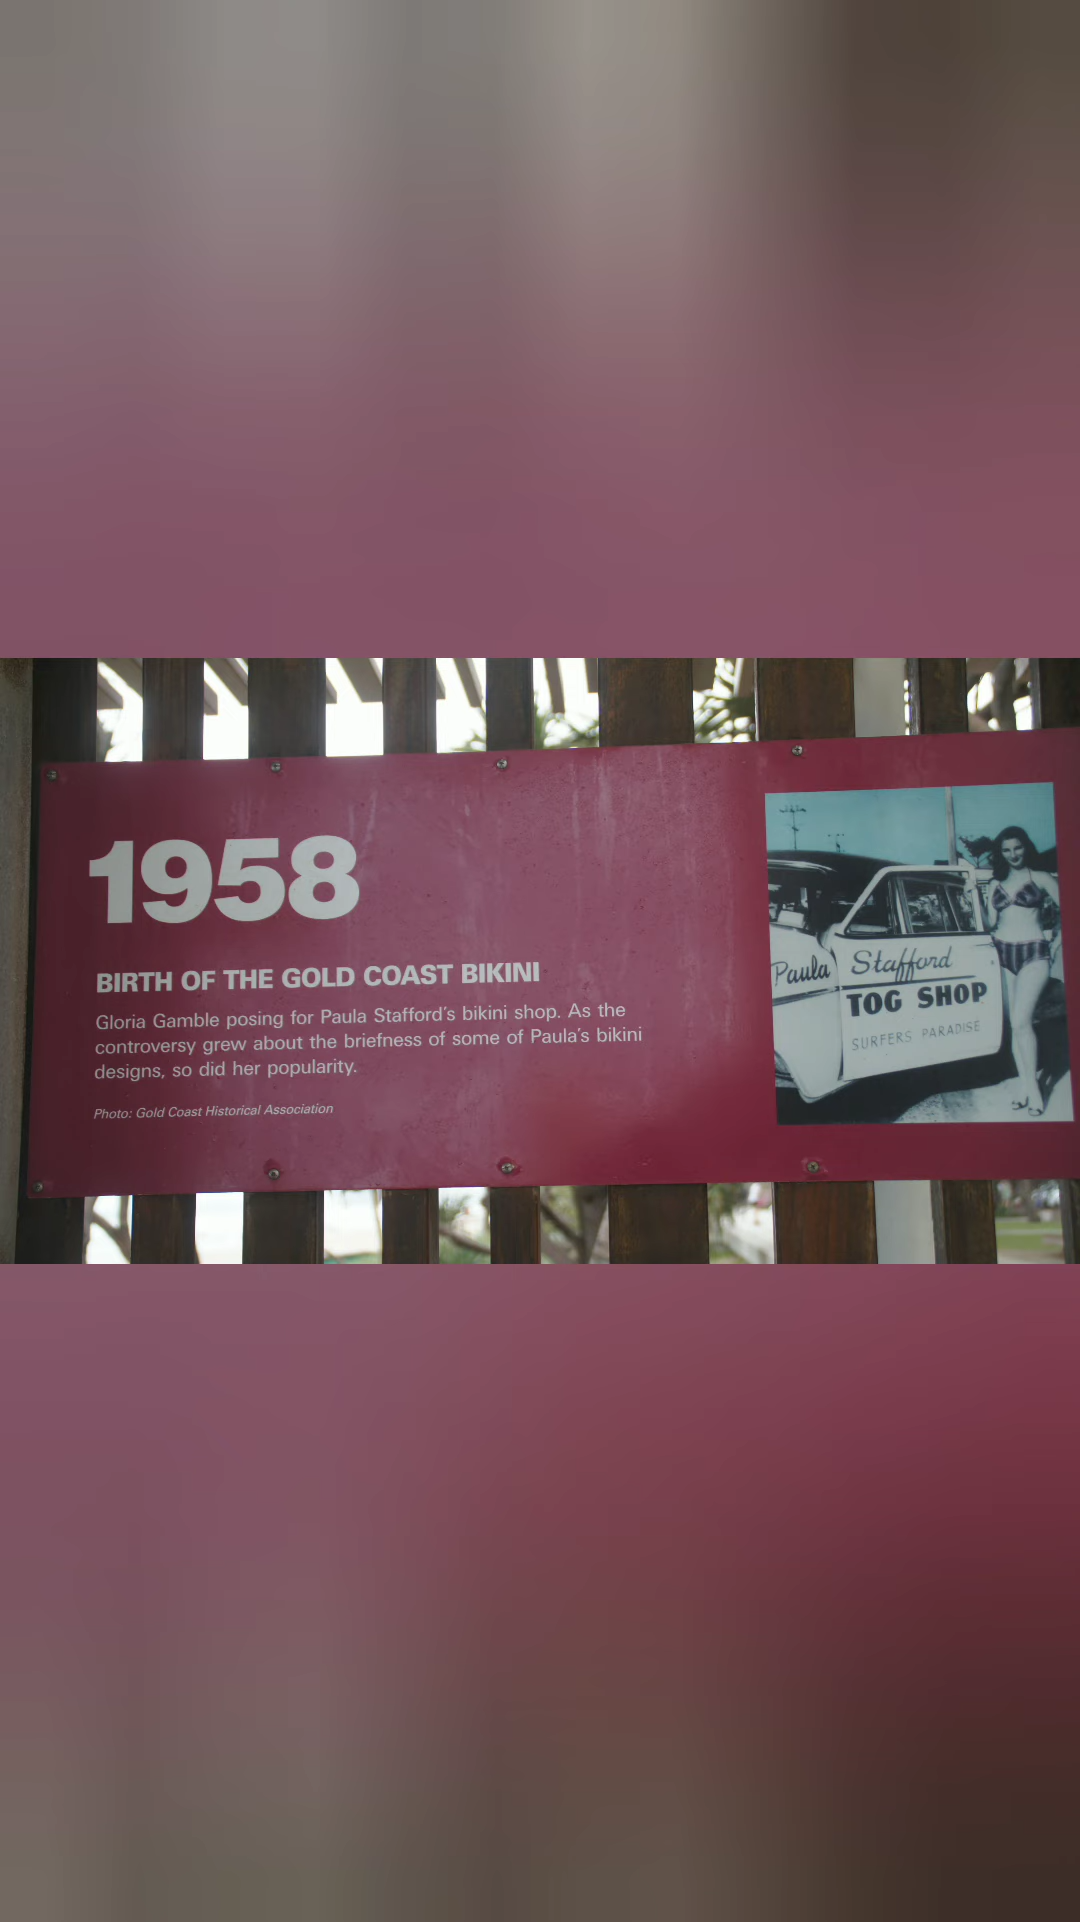 1958
BIRTH OF THE GOLD COAST BIKINI
Gloria Gamble posing for Paula Stafford's bikini shop. As the
controversy grew about the briefness of some of Paula's bikini
designs, so did her popularity.
Photo: Gold Coast Historical Association
Paula Stafford
TOG SHOP
SURFERS PARADISE